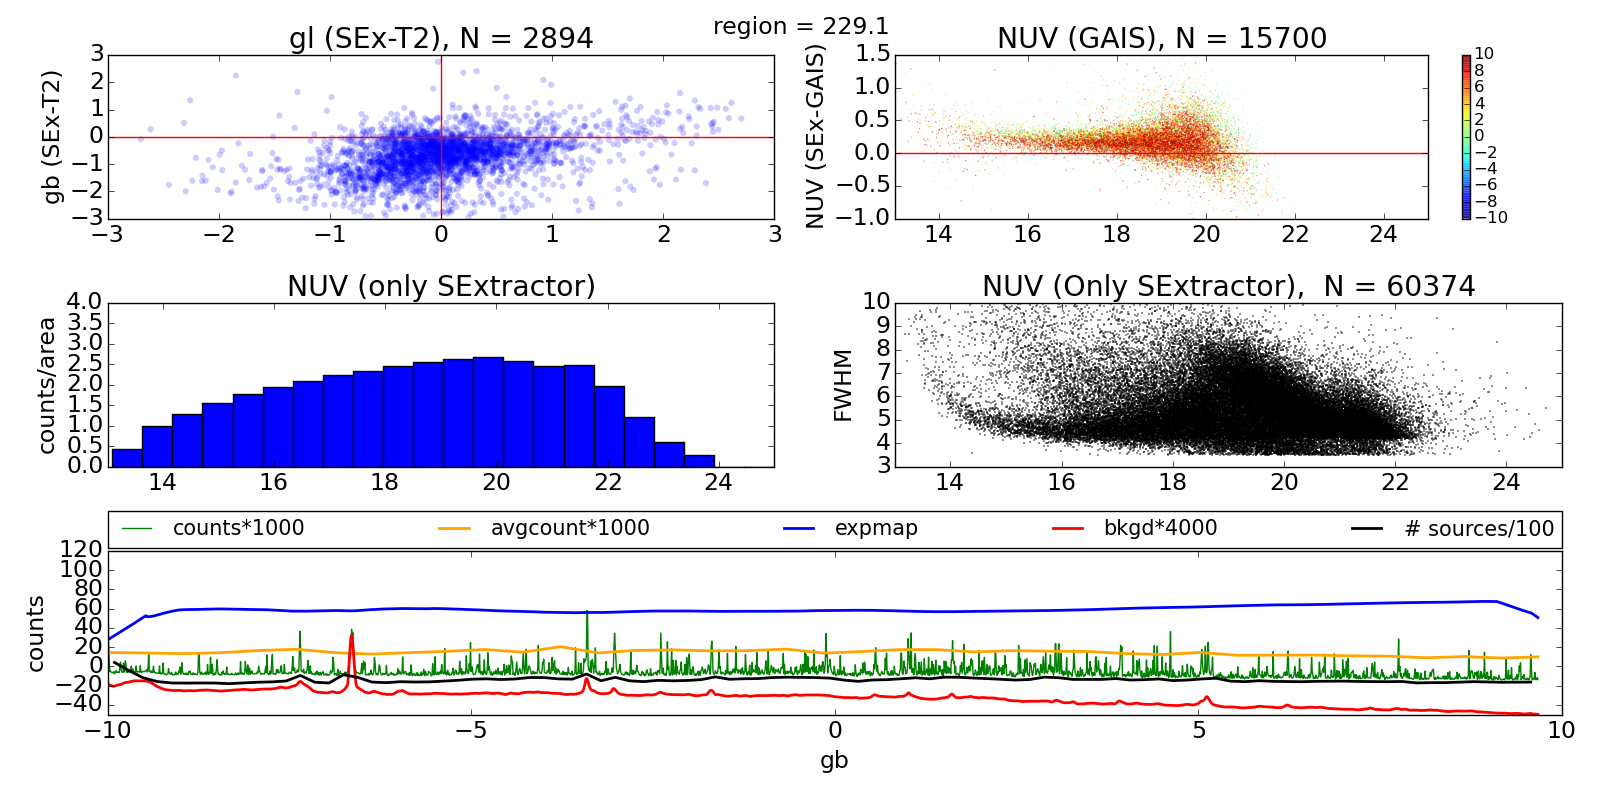 region = 229.1
gl (SEx-T2), N = 2894
gb (SEx-T2)
3
2
1
0
−1
−2
−3
−3 −2 −1 0 1 2 3
NUV (GAIS), N = 15700
NUV (SEx-GAIS)
1.5
1.0
0.5
0.0
−0.5
−1.0
14 16 18 20 22 24
10
8
6
4
2
0
−2
−4
−6
−8
−10
NUV (only SExtractor)
counts/area
4.0
3.5
3.0
2.5
2.0
1.5
1.0
0.5
0.0
14 16 18 20 22 24
NUV (Only SExtractor),  N = 60374
FWHM
10
9
8
7
6
5
4
3
14 16 18 20 22 24
counts*1000 avgcount*1000 expmap bkgd*4000 # sources/100
counts
120
100
80
60
40
20
0
−20
−40
−10 −5 0 5 10
gb